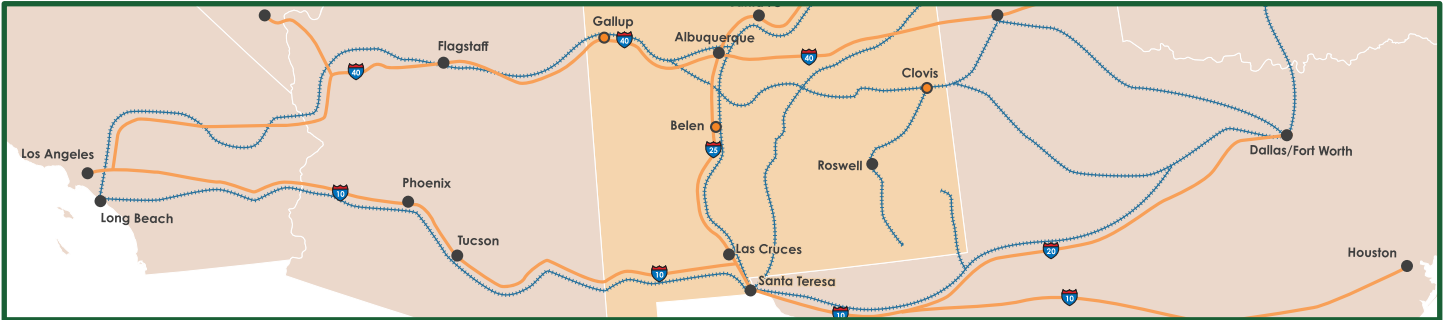 Gallup
40
Albuquerque
Flagstaff
40
40
Clovis
Belen
25
Los Angeles
Roswell
Dallas/Fort Worth
Phoenix
10
Long Beach
Tucson
Las Cruces
20
Houston
10
Santa Teresa
10
10